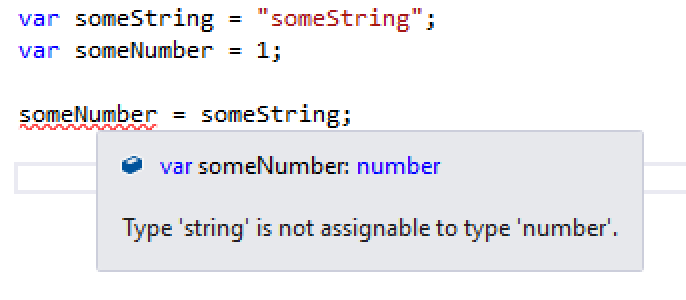 var someString = "someString";
var someNumber = 1;
someNumber = someString;
var someNumber: number
Type 'string' is not assignable to type 'number'.